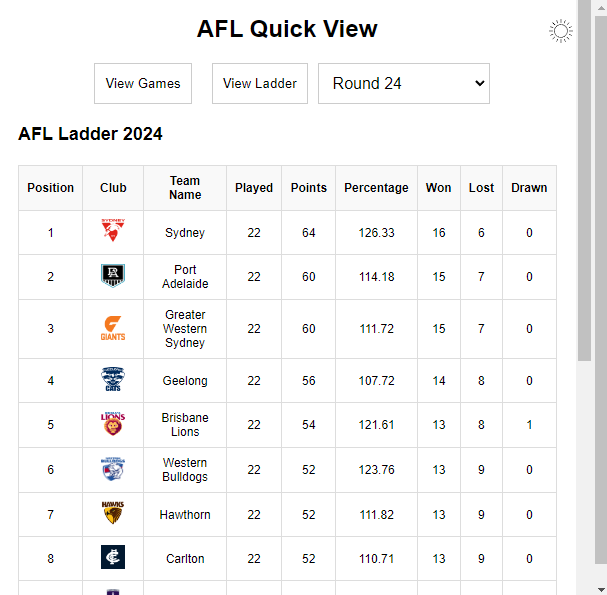 AFL Quick View
View Games View Ladder Round 24
AFL Ladder 2024
Position Club Team Name Played Points Percentage Won Lost Drawn
1 SYDNEY Sydney 22 64 126.33 16 6 0
2 PA Port Adelaide 22 60 114.18 15 7 0
3 G GIANTS Greater Western Sydney 22 60 111.72 15 7 0
4 CATS Geelong 22 56 107.72 14 8 0
5 LIONS Brisbane Lions 22 54 121.61 13 8 1
6 BULLDOGS Western Bulldogs 22 52 123.76 13 9 0
7 HAWKS Hawthorn 22 52 111.82 13 9 0
8 CFC Carlton 22 52 110.71 13 9 0